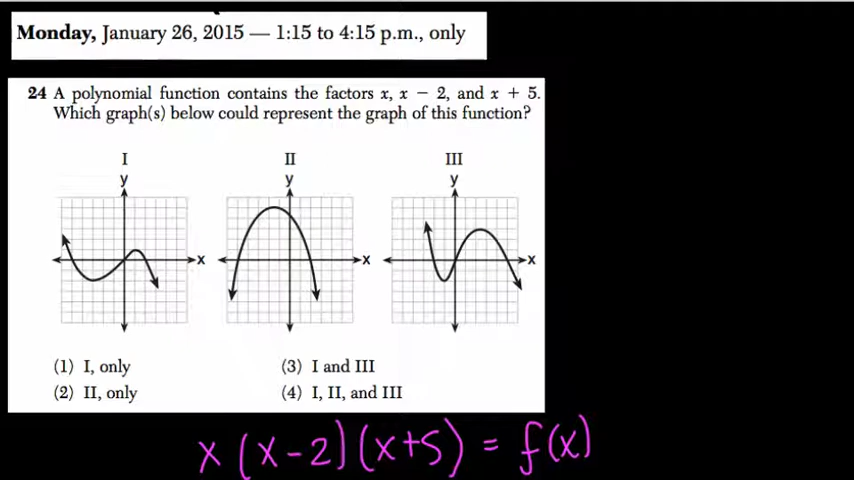 Monday, January 26, 2015 — 1:15 to 4:15 p.m., only
24 A polynomial function contains the factors x, x − 2, and x + 5.
Which graph(s) below could represent the graph of this function?
I II III
y y y
x x x
(1) I, only (3) I and III
(2) II, only (4) I, II, and III
x (x-2)(x+5) = f(x)